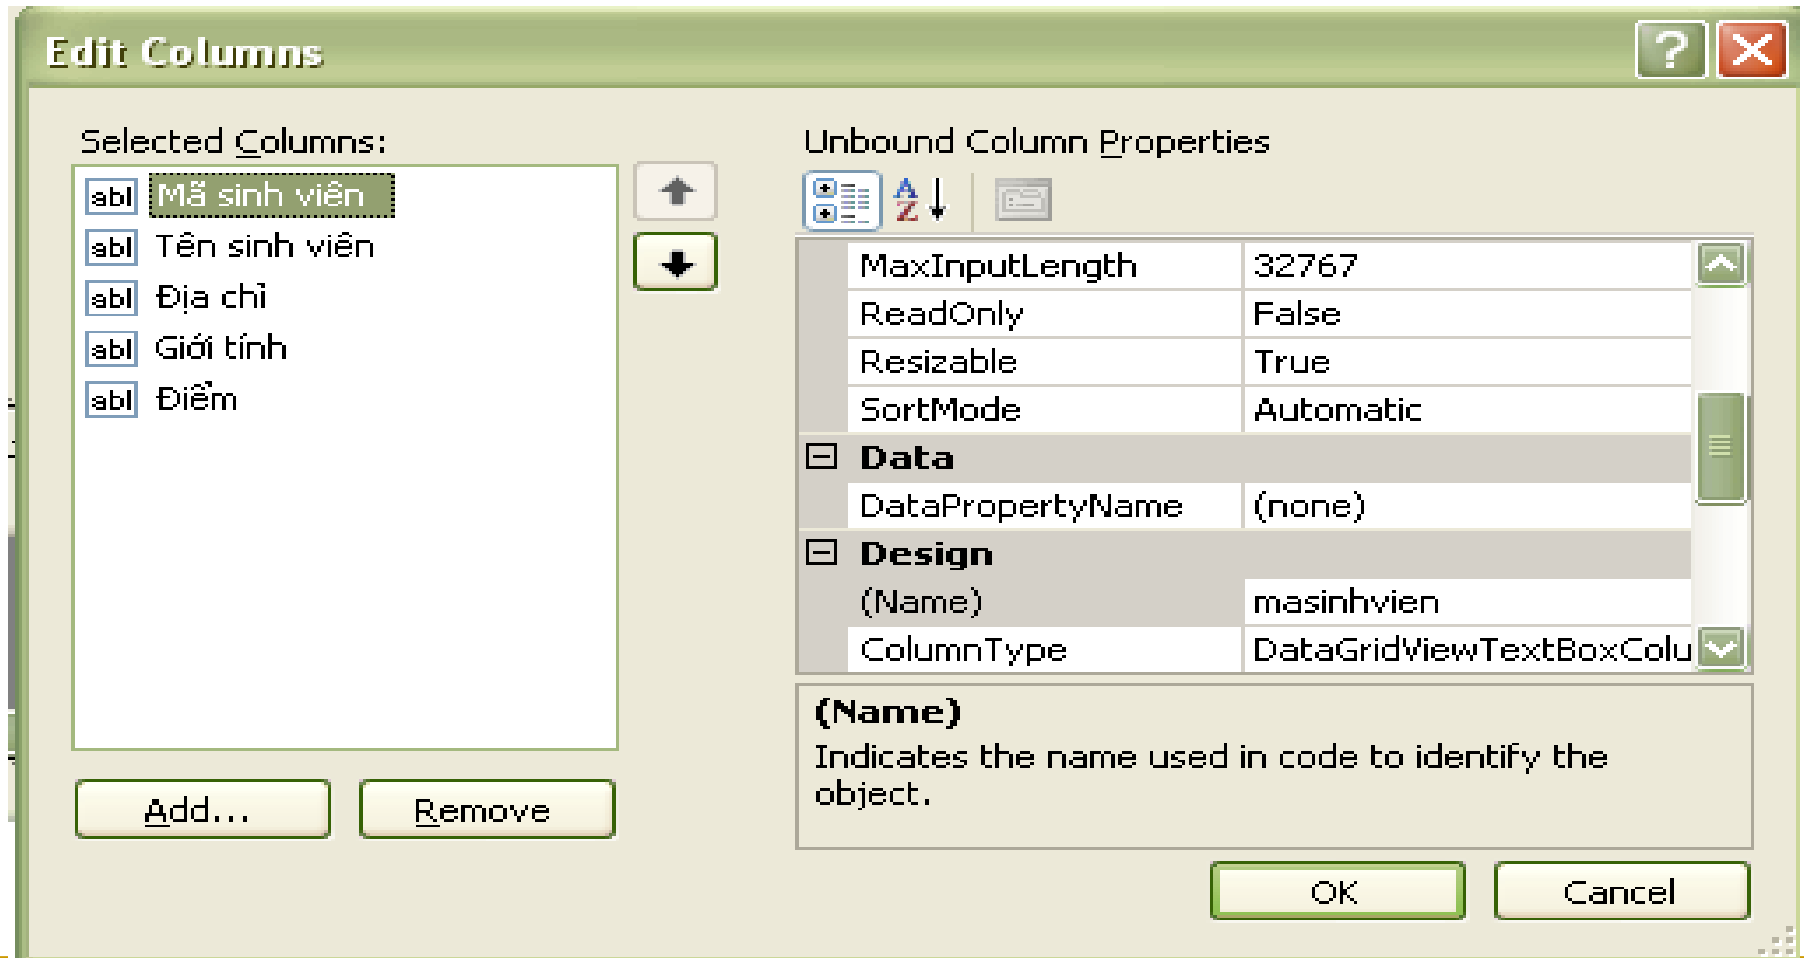 Edit Columns
Selected Columns:
Mã sinh viên
Tên sinh viên
Địa chỉ
Giới tính
Điểm
Add...
Remove
Unbound Column Properties
MaxInputLength 32767
ReadOnly False
Resizable True
SortMode Automatic
Data
DataPropertyName (none)
Design
(Name) masinhvien
ColumnType DataGridViewTextBoxColu
(Name)
Indicates the name used in code to identify the
object.
OK
Cancel